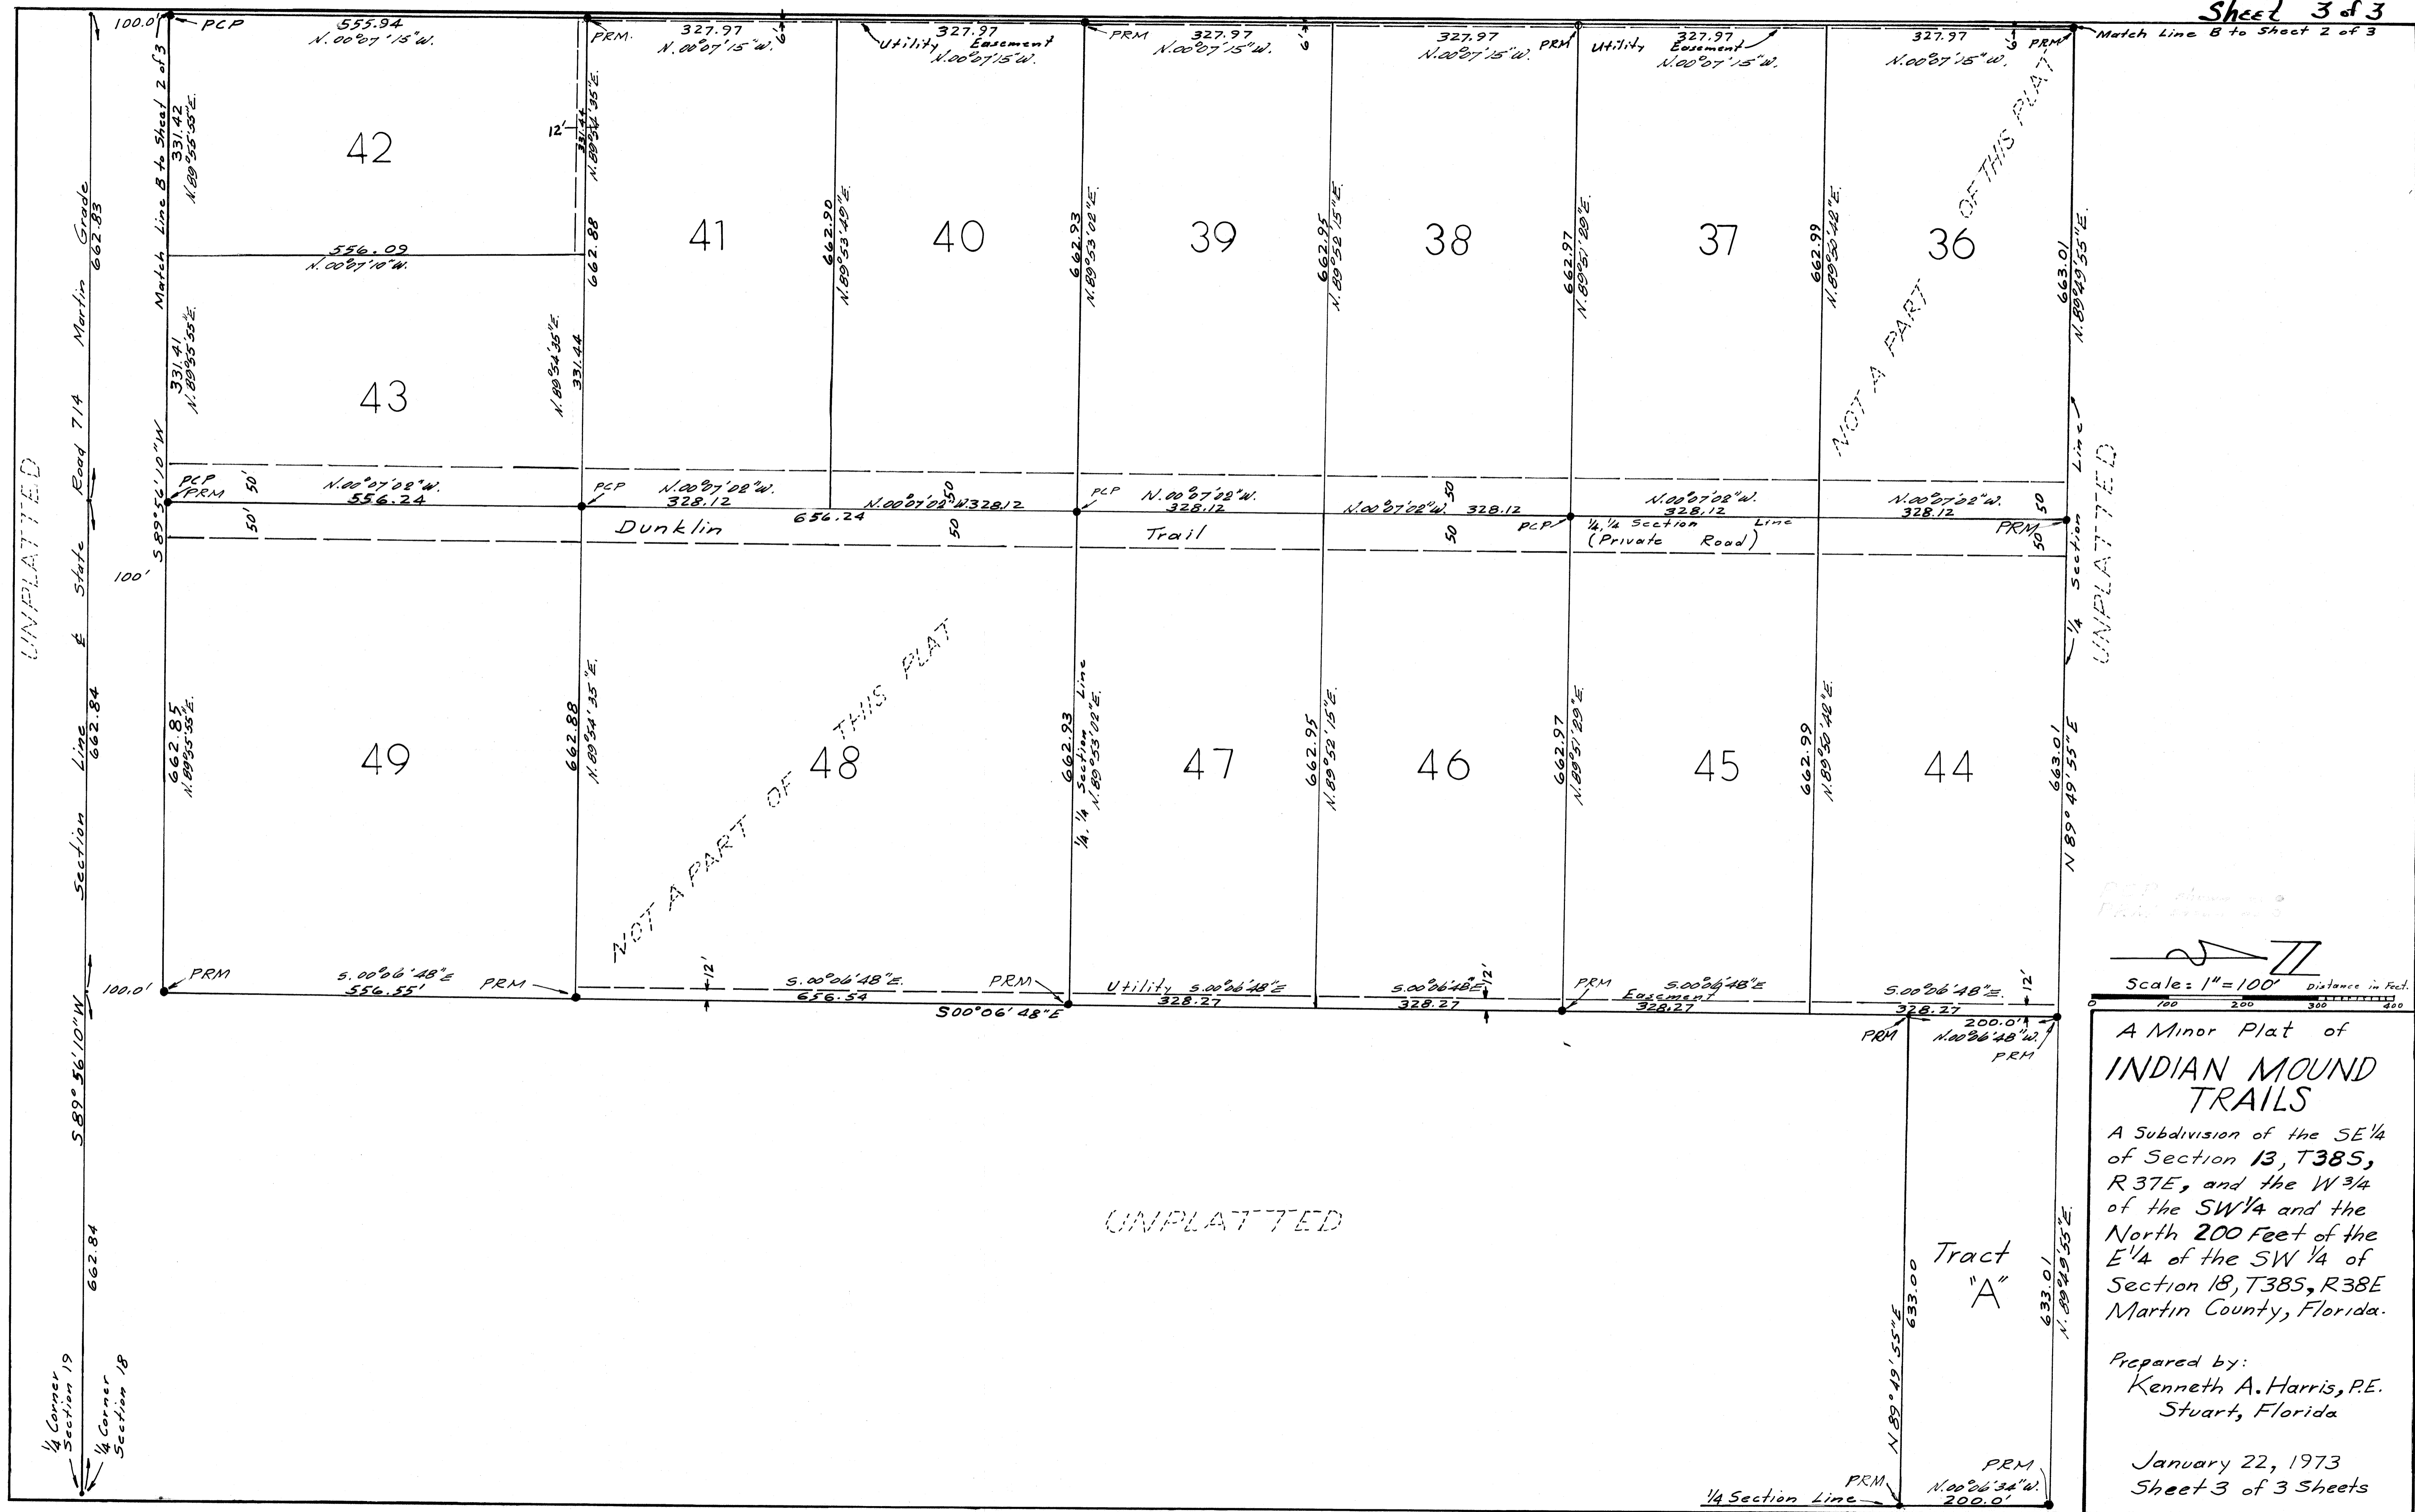 Sheet 3 of 3
Match Line B to Sheet 2 of 3
100.0'
PCP
555.94
N.00°07'15"W.
PRM.
327.97
N.00°07'15"W.
6'
Utility Easement
327.97
N.00°07'15"W.
PRM
327.97
N.00°07'15"W.
6'
327.97
N.00°07'15"W.
PRM
Utility Easement
327.97
N.00°07'15"W.
327.97
N.00°07'15"W.
6'
PRM
Match Line B to Sheet 2 of 3
331.42
N.89°55'55"E.
42
12'
331.44
N.89°54'35"E.
556.09
N.00°07'10"W.
331.41
N.89°55'55"E.
43
N.89°54'35"E.
331.44
662.88
41
662.90
N.89°53'49"E.
40
662.93
N.89°53'02"E.
39
662.95
N.89°52'15"E.
38
662.97
N.89°51'29"E.
37
662.99
N.89°50'42"E.
36
NOT A PART OF THIS PLAT
663.01
N.89°49'55"E.
UNPLATTED
Section Line & State Road 714 Martin Grade
662.83
662.84
662.84
S89°56'10"W
S89°56'10"W
100'
PCP
PRM
50'
50'
N.00°07'02"W.
556.24
PCP
N.00°07'02"W.
328.12
656.24
N.00°07'02"W.328.12
50
50
PCP
N.00°07'02"W.
328.12
N.00°07'02"W. 328.12
50
50
PCP
N.00°07'02"W.
328.12
N.00°07'02"W.
328.12
50
50'
PRM
Dunklin Trail
¼,¼ Section Line
(Private Road)
¼ Section Line
UNPLATTED
662.85
N.89°55'55"E.
49
662.88
N.89°54'35"E.
48
NOT A PART OF THIS PLAT
662.93
¼,¼ Section Line
N.89°53'02"E.
47
662.95
N.89°52'15"E.
46
662.97
N.89°51'29"E.
45
662.99
N.89°50'42"E.
44
663.01
N89°49'55"E
100.0'
PRM
S.00°06'48"E
556.55'
PRM
12'
S.00°06'48"E.
656.54
PRM
S00°06'48"E
Utility S.00°06'48"E
328.27
S.00°06'48"E
12'
328.27
PRM
S.00°06'48"E
Easement
328.27
S.00°06'48"E.
12'
328.27
PRM
200.0'
N.00°06'48"W.
PRM
UNPLATTED
633.00
N89°49'55"E
Tract
"A"
633.01
N.89°49'55"E.
PRM
PRM
N.00°06'34"W.
200.0'
¼ Section Line
¼ Corner
Section 19
¼ Corner
Section 18
Scale: 1"=100' Distance in Feet.
0 100 200 300 400
A Minor Plat of
INDIAN MOUND
TRAILS
A Subdivision of the SE¼
of Section 13, T38S,
R37E, and the W¾
of the SW¼ and the
North 200 Feet of the
E¼ of the SW¼ of
Section 18, T38S, R38E
Martin County, Florida.
Prepared by:
Kenneth A. Harris, P.E.
Stuart, Florida
January 22, 1973
Sheet 3 of 3 Sheets